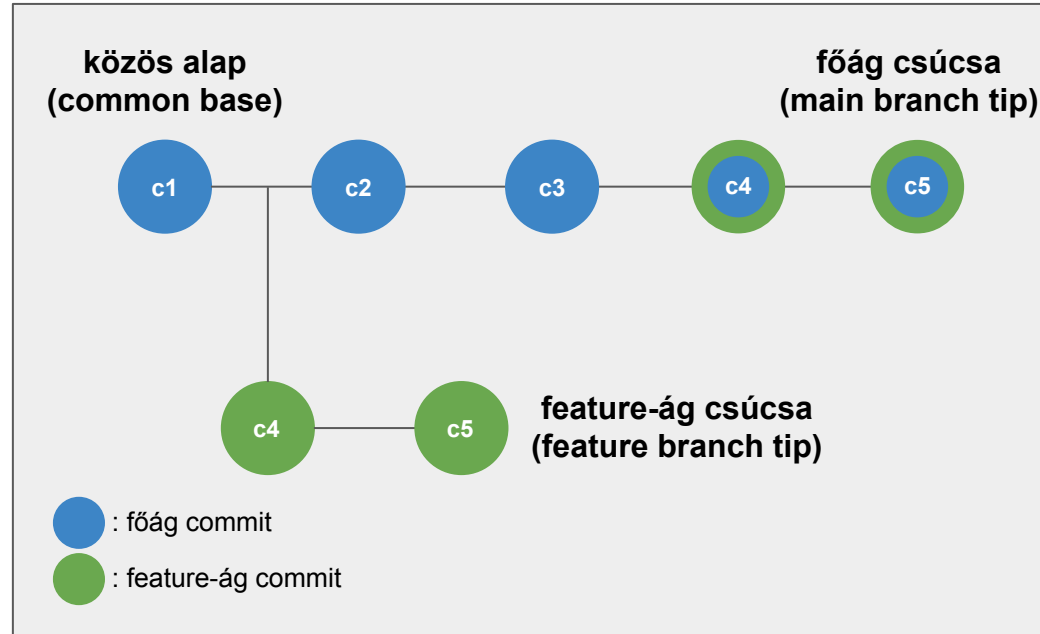 közös alap
(common base)
főág csúcsa
(main branch tip)
c1
c2
c3
c4
c5
c4
c5
feature-ág csúcsa
(feature branch tip)
: főág commit
: feature-ág commit